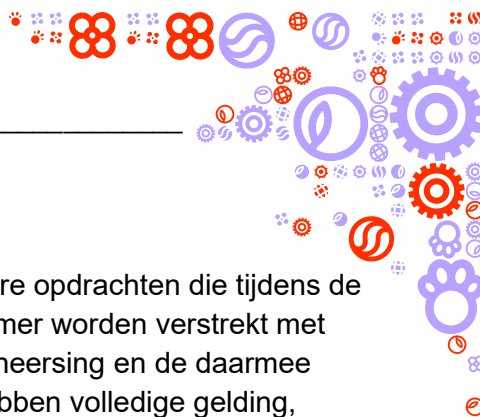 re opdrachten die tijdens de
mer worden verstrekt met
heersing en de daarmee
bben volledige gelding,